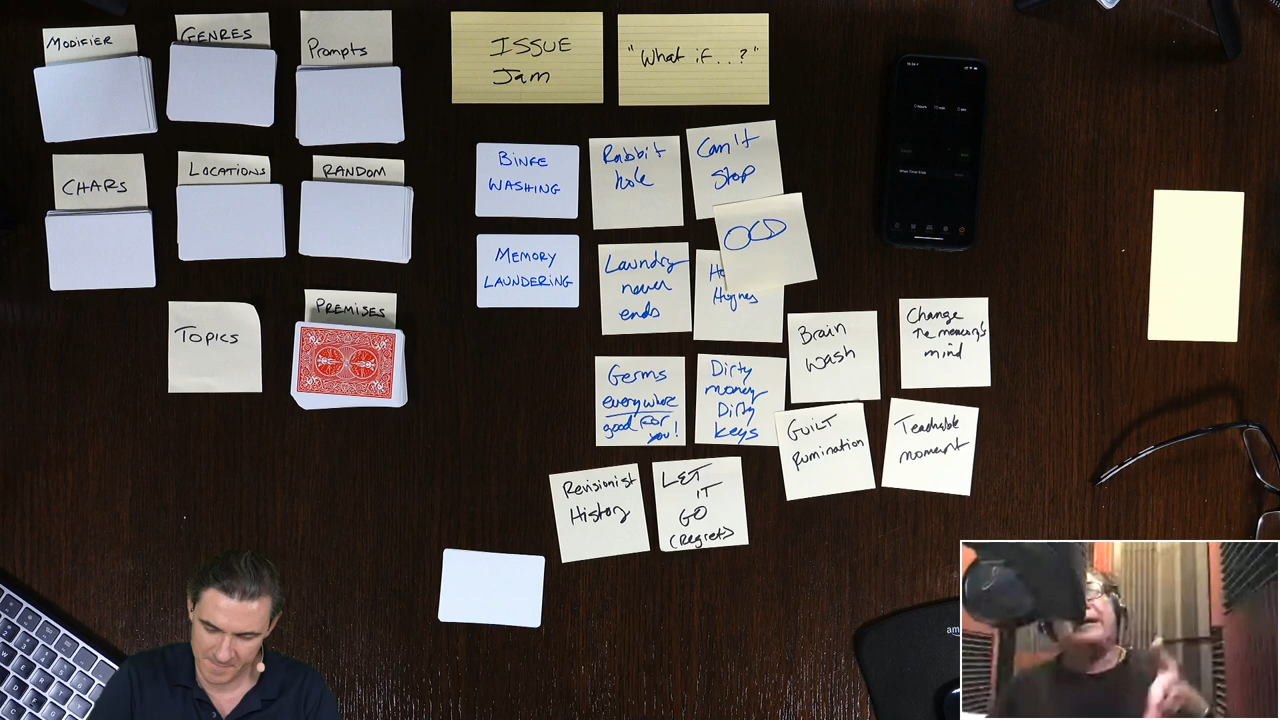 MODIFIER
GENRES
Prompts
ISSUE
Jam
"What if..?"
CHARS
LOCATIONS
RANDOM
TOPICS
PREMISES
BINGE
WASHING
Rabbit
hole
Can't
Stop
OCD
MEMORY
LAUNDERING
Laundry
never
ends
Brain
wash
Change
The memory's
mind
Germs
everywhere
good FOR
you!
Dirty
money
Dirty
keys
GUILT
Rumination
Teachable
moment
Revisionist
History
LET
IT
GO
(Regrets)